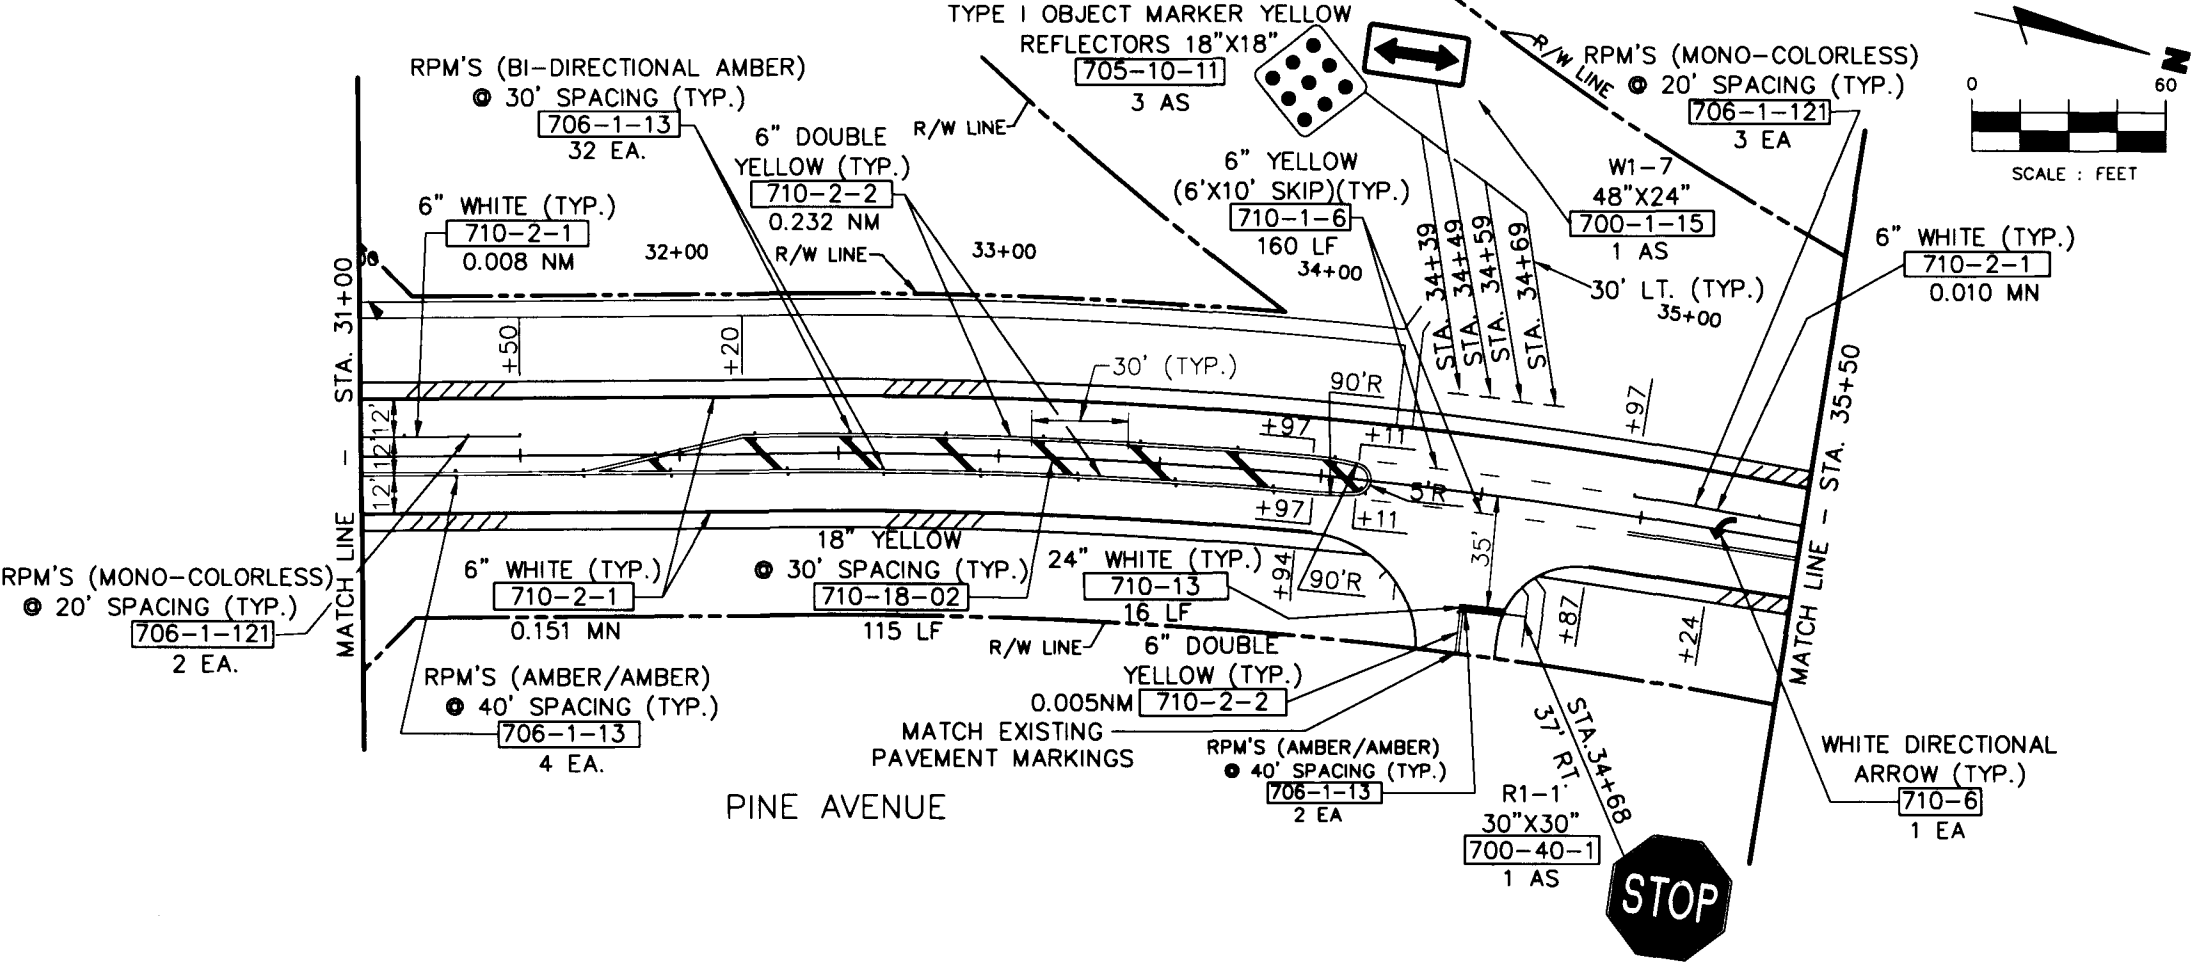 TYPE I OBJECT MARKER YELLOW
REFLECTORS 18"X18"
705-10-11
3 AS
RPM'S (BI-DIRECTIONAL AMBER)
@ 30' SPACING (TYP.)
706-1-13
32 EA.
6" DOUBLE
YELLOW (TYP.)
710-2-2
0.232 NM
R/W LINE
R/W LINE
RPM'S (MONO-COLORLESS)
@ 20' SPACING (TYP.)
706-1-121
3 EA
N
0 60
SCALE : FEET
6" YELLOW
(6'X10' SKIP)(TYP.)
710-1-6
160 LF
W1-7
48"X24"
700-1-15
1 AS
6" WHITE (TYP.)
710-2-1
0.008 NM
6" WHITE (TYP.)
710-2-1
0.010 MN
R/W LINE
32+00
33+00
34+00
35+00
STA. 34+39
STA. 34+49
STA. 34+59
STA. 34+69
30' LT. (TYP.)
MATCH LINE - STA. 31+00
MATCH LINE - STA. 35+50
+50
+20
30' (TYP.)
90'R
+97
+11
+97
12'
12'
12'
5'R
+97
+11
35'
18" YELLOW
@ 30' SPACING (TYP.)
710-18-02
115 LF
24" WHITE (TYP.)
710-13
16 LF
+94
90'R
+87
+24
RPM'S (MONO-COLORLESS)
@ 20' SPACING (TYP.)
706-1-121
2 EA.
6" WHITE (TYP.)
710-2-1
0.151 MN
R/W LINE
6" DOUBLE
YELLOW (TYP.)
0.005NM 710-2-2
RPM'S (AMBER/AMBER)
@ 40' SPACING (TYP.)
706-1-13
4 EA.
MATCH EXISTING
PAVEMENT MARKINGS
RPM'S (AMBER/AMBER)
@ 40' SPACING (TYP.)
706-1-13
2 EA
STA.34+68
37' RT
WHITE DIRECTIONAL
ARROW (TYP.)
710-6
1 EA
PINE AVENUE
R1-1
30"X30"
700-40-1
1 AS
STOP